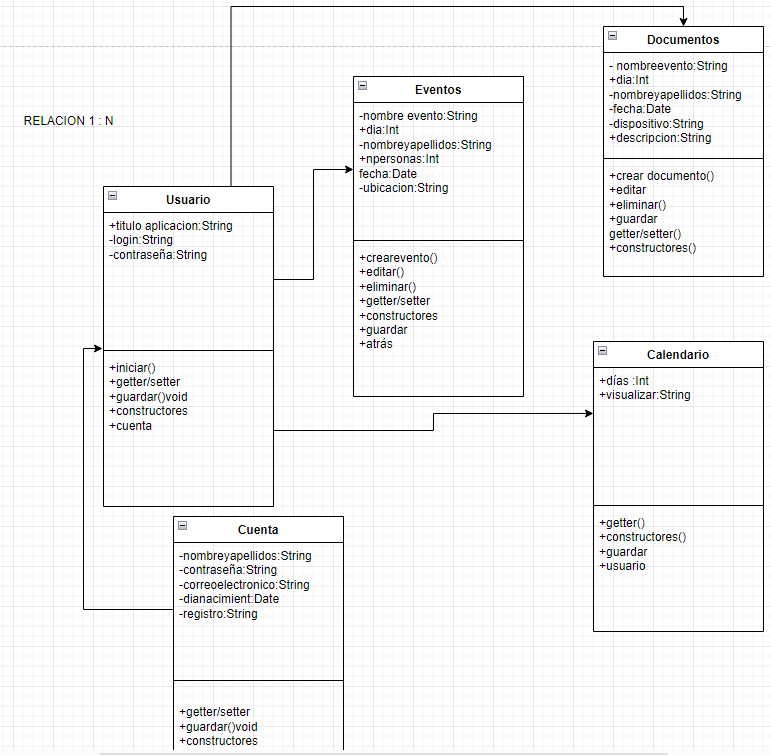 RELACION 1 : N
Usuario
+titulo aplicacion:String
-login:String
-contraseña:String
+iniciar()
+getter/setter
+guardar()void
+constructores
+cuenta
Eventos
-nombre evento:String
+dia:Int
-nombreyapellidos:String
+npersonas:Int
fecha:Date
-ubicacion:String
+crearevento()
+editar()
+eliminar()
+getter/setter
+constructores
+guardar
+atrás
Documentos
- nombreevento:String
+dia:Int
-nombreyapellidos:String
-fecha:Date
-dispositivo:String
+descripcion:String
+crear documento()
+editar
+eliminar()
+guardar
getter/setter()
+constructores()
Calendario
+días :Int
+visualizar:String
+getter()
+constructores()
+guardar
+usuario
Cuenta
-nombreyapellidos:String
-contraseña:String
-correoelectronico:String
-dianacimient:Date
-registro:String
+getter/setter
+guardar()void
+constructores